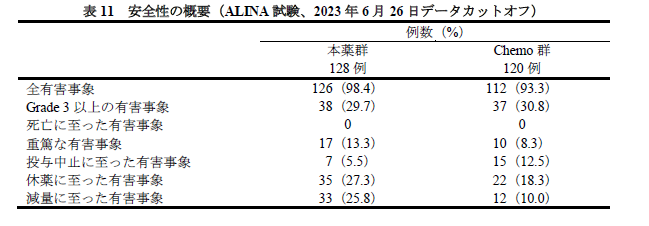 表 11　安全性の概要（ALINA 試験、2023 年 6 月 26 日データカットオフ）
例数（%）
本薬群 Chemo 群
128 例 120 例
全有害事象 126（98.4） 112（93.3）
Grade 3 以上の有害事象 38（29.7） 37（30.8）
死亡に至った有害事象 0 0
重篤な有害事象 17（13.3） 10（8.3）
投与中止に至った有害事象 7（5.5） 15（12.5）
休薬に至った有害事象 35（27.3） 22（18.3）
減量に至った有害事象 33（25.8） 12（10.0）